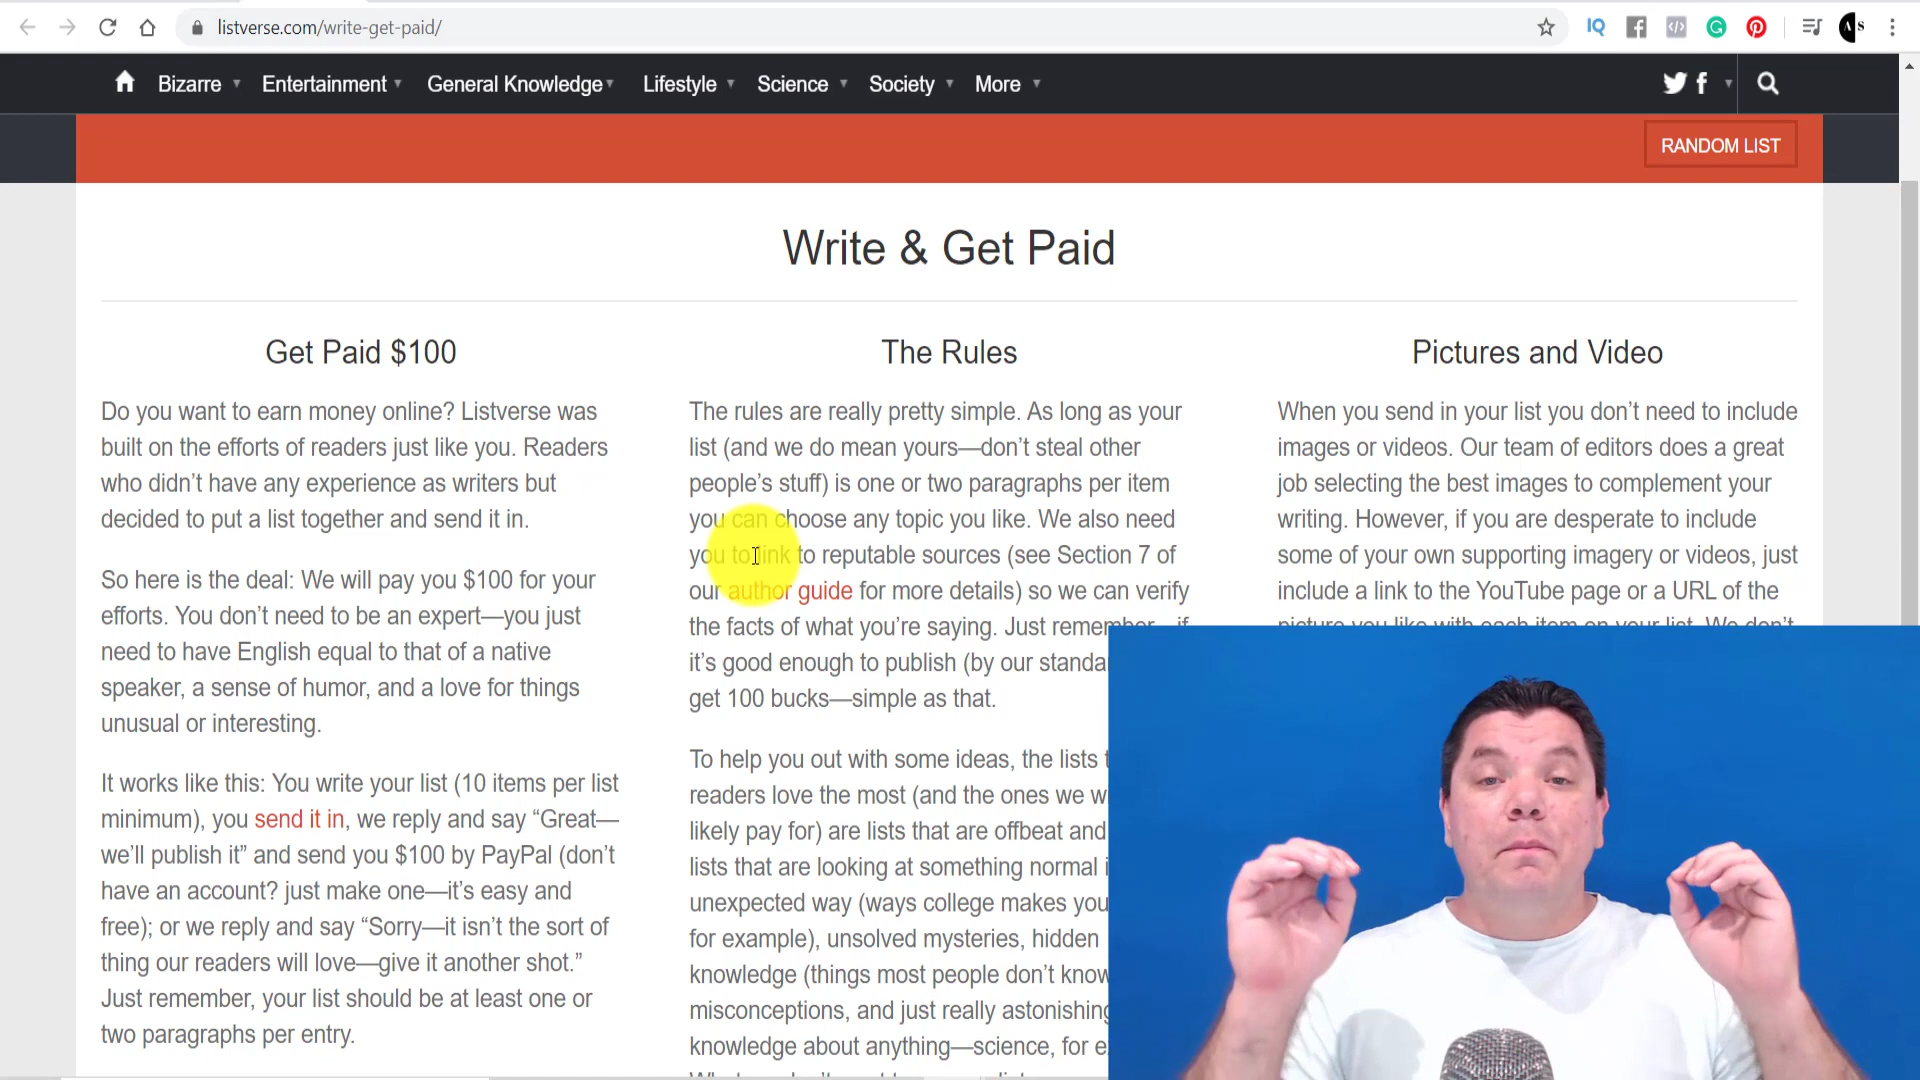 listverse.com/write-get-paid/
Bizarre Entertainment General Knowledge Lifestyle Science Society More
RANDOM LIST
Write & Get Paid
Get Paid $100
Do you want to earn money online? Listverse was
built on the efforts of readers just like you. Readers
who didn’t have any experience as writers but
decided to put a list together and send it in.
So here is the deal: We will pay you $100 for your
efforts. You don’t need to be an expert—you just
need to have English equal to that of a native
speaker, a sense of humor, and a love for things
unusual or interesting.
It works like this: You write your list (10 items per list
minimum), you send it in, we reply and say “Great—
we’ll publish it” and send you $100 by PayPal (don’t
have an account? just make one—it’s easy and
free); or we reply and say “Sorry—it isn’t the sort of
thing our readers will love—give it another shot.”
Just remember, your list should be at least one or
two paragraphs per entry.
The Rules
The rules are really pretty simple. As long as your
list (and we do mean yours—don’t steal other
people’s stuff) is one or two paragraphs per item
you can choose any topic you like. We also need
you to link to reputable sources (see Section 7 of
our author guide for more details) so we can verify
the facts of what you’re saying. Just remember—if
it’s good enough to publish (by our standa
get 100 bucks—simple as that.
To help you out with some ideas, the lists t
readers love the most (and the ones we w
likely pay for) are lists that are offbeat and
lists that are looking at something normal i
unexpected way (ways college makes you
for example), unsolved mysteries, hidden
knowledge (things most people don’t know
misconceptions, and just really astonishing
knowledge about anything—science, for e
Pictures and Video
When you send in your list you don’t need to include
images or videos. Our team of editors does a great
job selecting the best images to complement your
writing. However, if you are desperate to include
some of your own supporting imagery or videos, just
include a link to the YouTube page or a URL of the
picture you like with each item on your list. We don’t